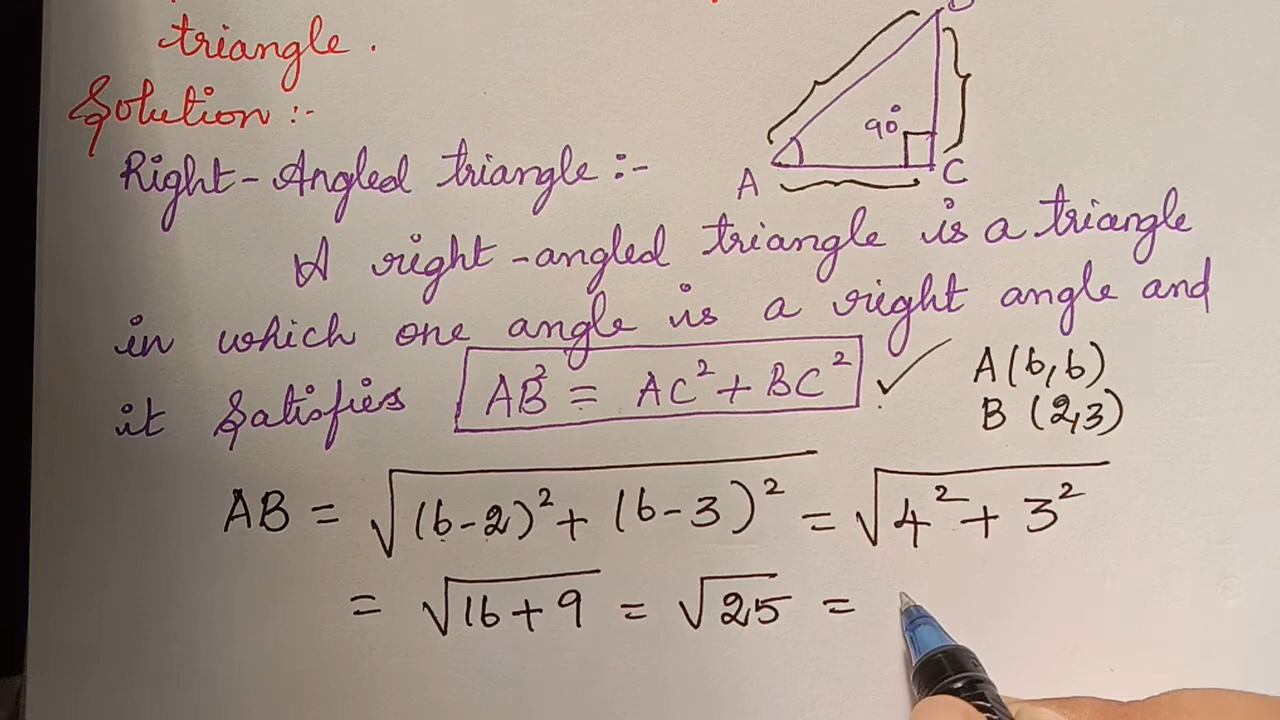 triangle.
Solution :-
Right-Angled triangle :-
A right-angled triangle is a triangle
in which one angle is a right angle and
it satisfies AB² = AC² + BC² ✓
A(6,6)
B (2,3)
AB = √((6-2)² + (6-3)²) = √(4² + 3²)
= √(16+9) = √25 =
90°
A
C